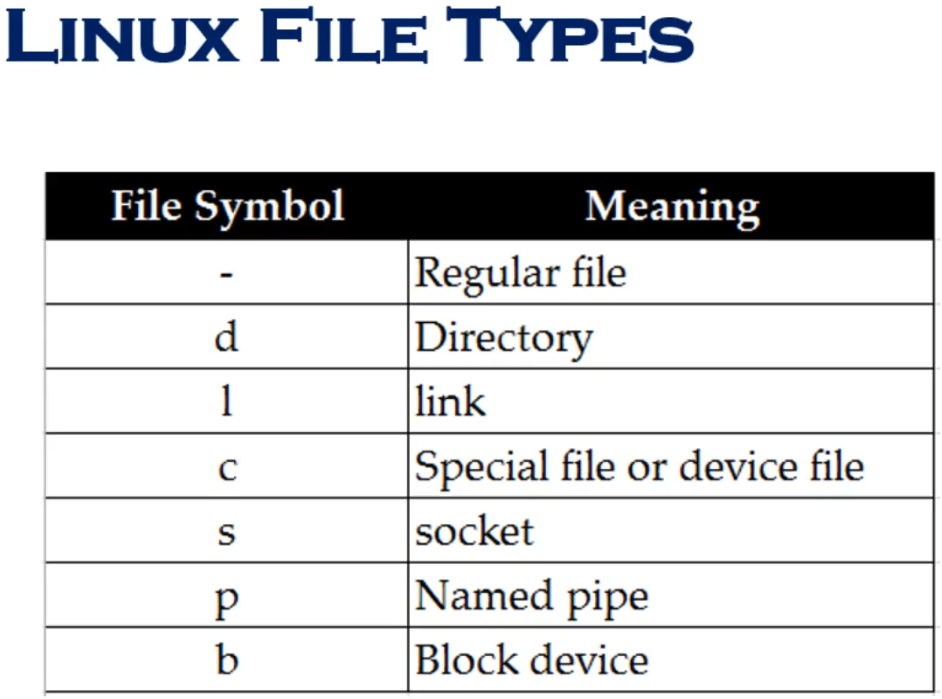 LINUX FILE TYPES
File Symbol Meaning
- Regular file
d Directory
l link
c Special file or device file
s socket
p Named pipe
b Block device